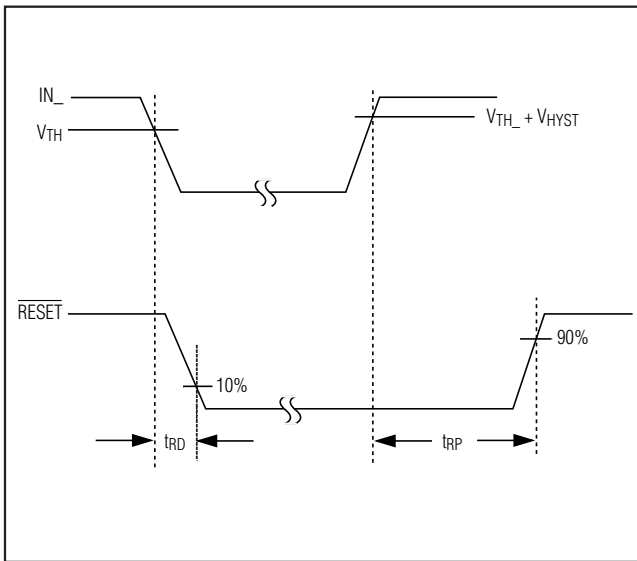 IN_
VTH
VTH_ + VHYST
RESET
90%
10%
tRD
tRP